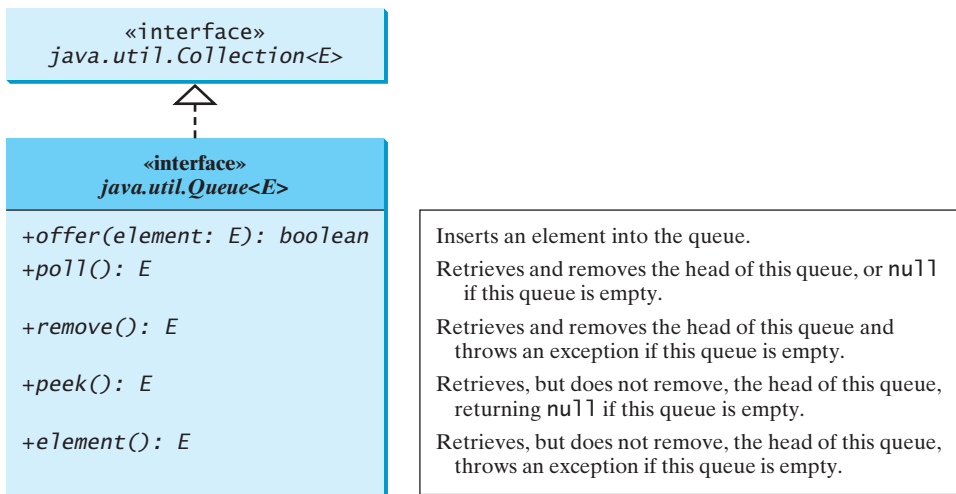 «interface»
java.util.Collection<E>
«interface»
java.util.Queue<E>
+offer(element: E): boolean
Inserts an element into the queue.
+poll(): E
Retrieves and removes the head of this queue, or null
if this queue is empty.
+remove(): E
Retrieves and removes the head of this queue and
throws an exception if this queue is empty.
+peek(): E
Retrieves, but does not remove, the head of this queue,
returning null if this queue is empty.
+element(): E
Retrieves, but does not remove, the head of this queue,
throws an exception if this queue is empty.